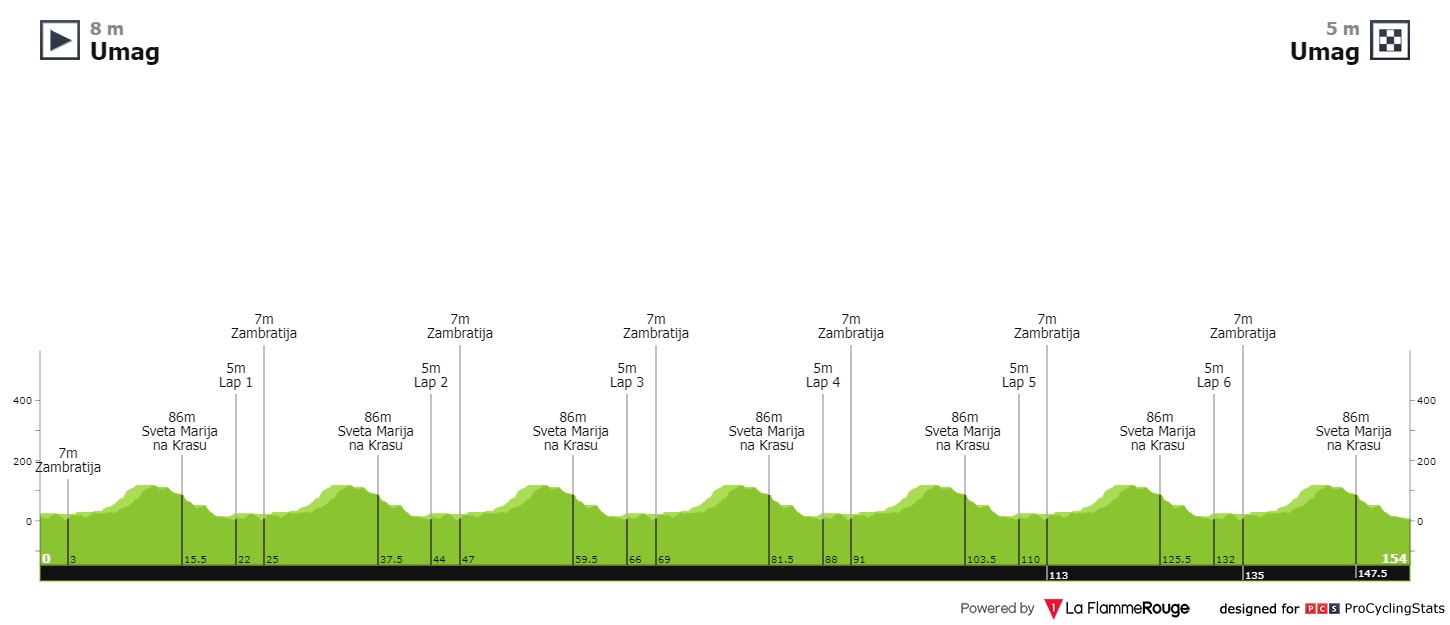 8 m
Umag
5 m
Umag
7m
Zambratija
7m
Zambratija
7m
Zambratija
7m
Zambratija
7m
Zambratija
7m
Zambratija
5m
Lap 1
5m
Lap 2
5m
Lap 3
5m
Lap 4
5m
Lap 5
5m
Lap 6
400
400
86m
Sveta Marija
na Krasu
86m
Sveta Marija
na Krasu
86m
Sveta Marija
na Krasu
86m
Sveta Marija
na Krasu
86m
Sveta Marija
na Krasu
86m
Sveta Marija
na Krasu
86m
Sveta Marija
na Krasu
7m
Zambratija
200
200
0
0
0 3 15.5 22 25 37.5 44 47 59.5 66 69 81.5 88 91 103.5 110 125.5 132 154
113 135 147.5
Powered by 1 La FlammeRouge designed for PCS ProCyclingStats